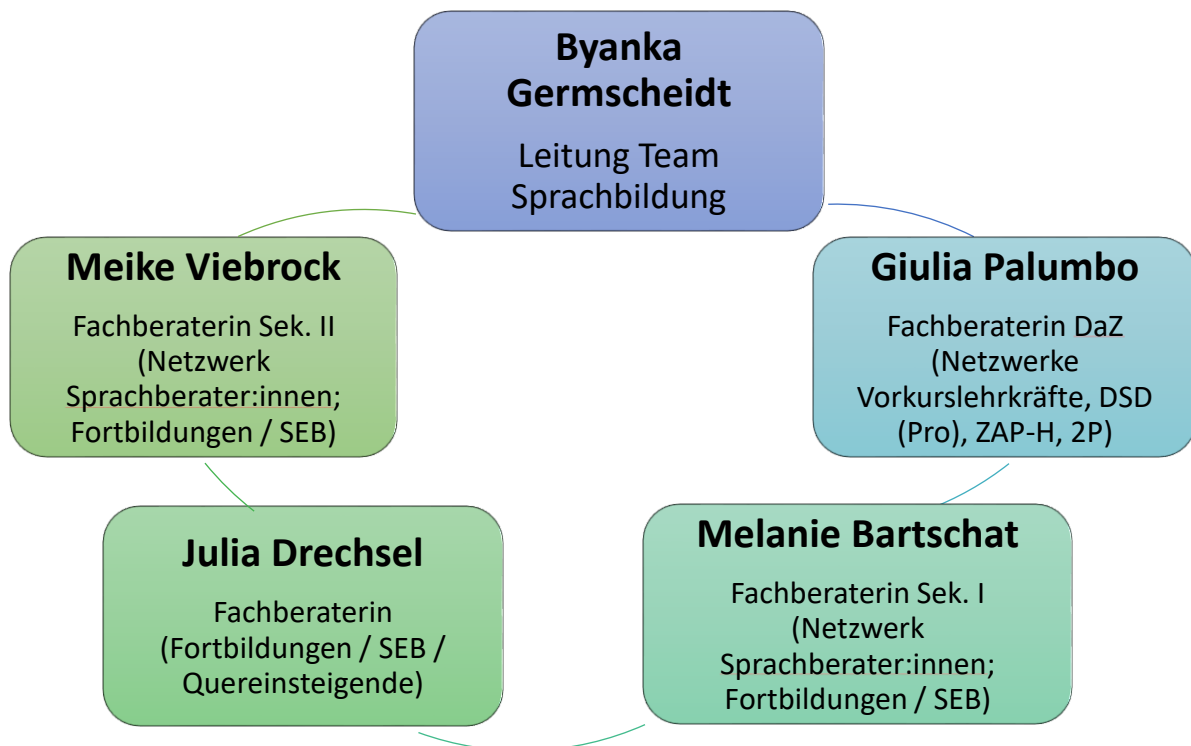 Byanka
Germscheidt
Leitung Team
Sprachbildung
Meike Viebrock
Fachberaterin Sek. II
(Netzwerk
Sprachberater:innen;
Fortbildungen / SEB)
Giulia Palumbo
Fachberaterin DaZ
(Netzwerke
Vorkurslehrkräfte, DSD
(Pro), ZAP-H, 2P)
Julia Drechsel
Fachberaterin
(Fortbildungen / SEB /
Quereinsteigende)
Melanie Bartschat
Fachberaterin Sek. I
(Netzwerk
Sprachberater:innen;
Fortbildungen / SEB)